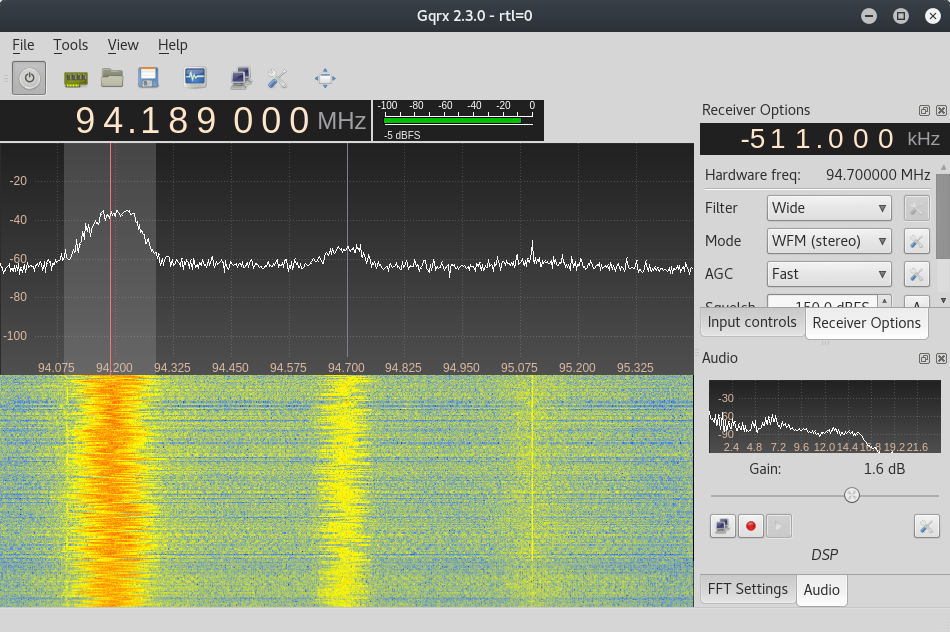 Gqrx 2.3.0 - rtl=0
File Tools View Help
94.189 000 MHz
-100 -80 -60 -40 -20 0
-5 dBFS
-20
-40
-60
-80
-100
94.075 94.200 94.325 94.450 94.575 94.700 94.825 94.950 95.075 95.200 95.325
Receiver Options
-511.000 kHz
Hardware freq: 94.700000 MHz
Filter Wide
Mode WFM (stereo)
AGC Fast
Squelch -150.0 dBFS A
Input controls Receiver Options
Audio
-30
-60
-90
2.4 4.8 7.2 9.6 12.0 14.4 16.8 19.2 21.6
Gain: 1.6 dB
DSP
FFT Settings Audio